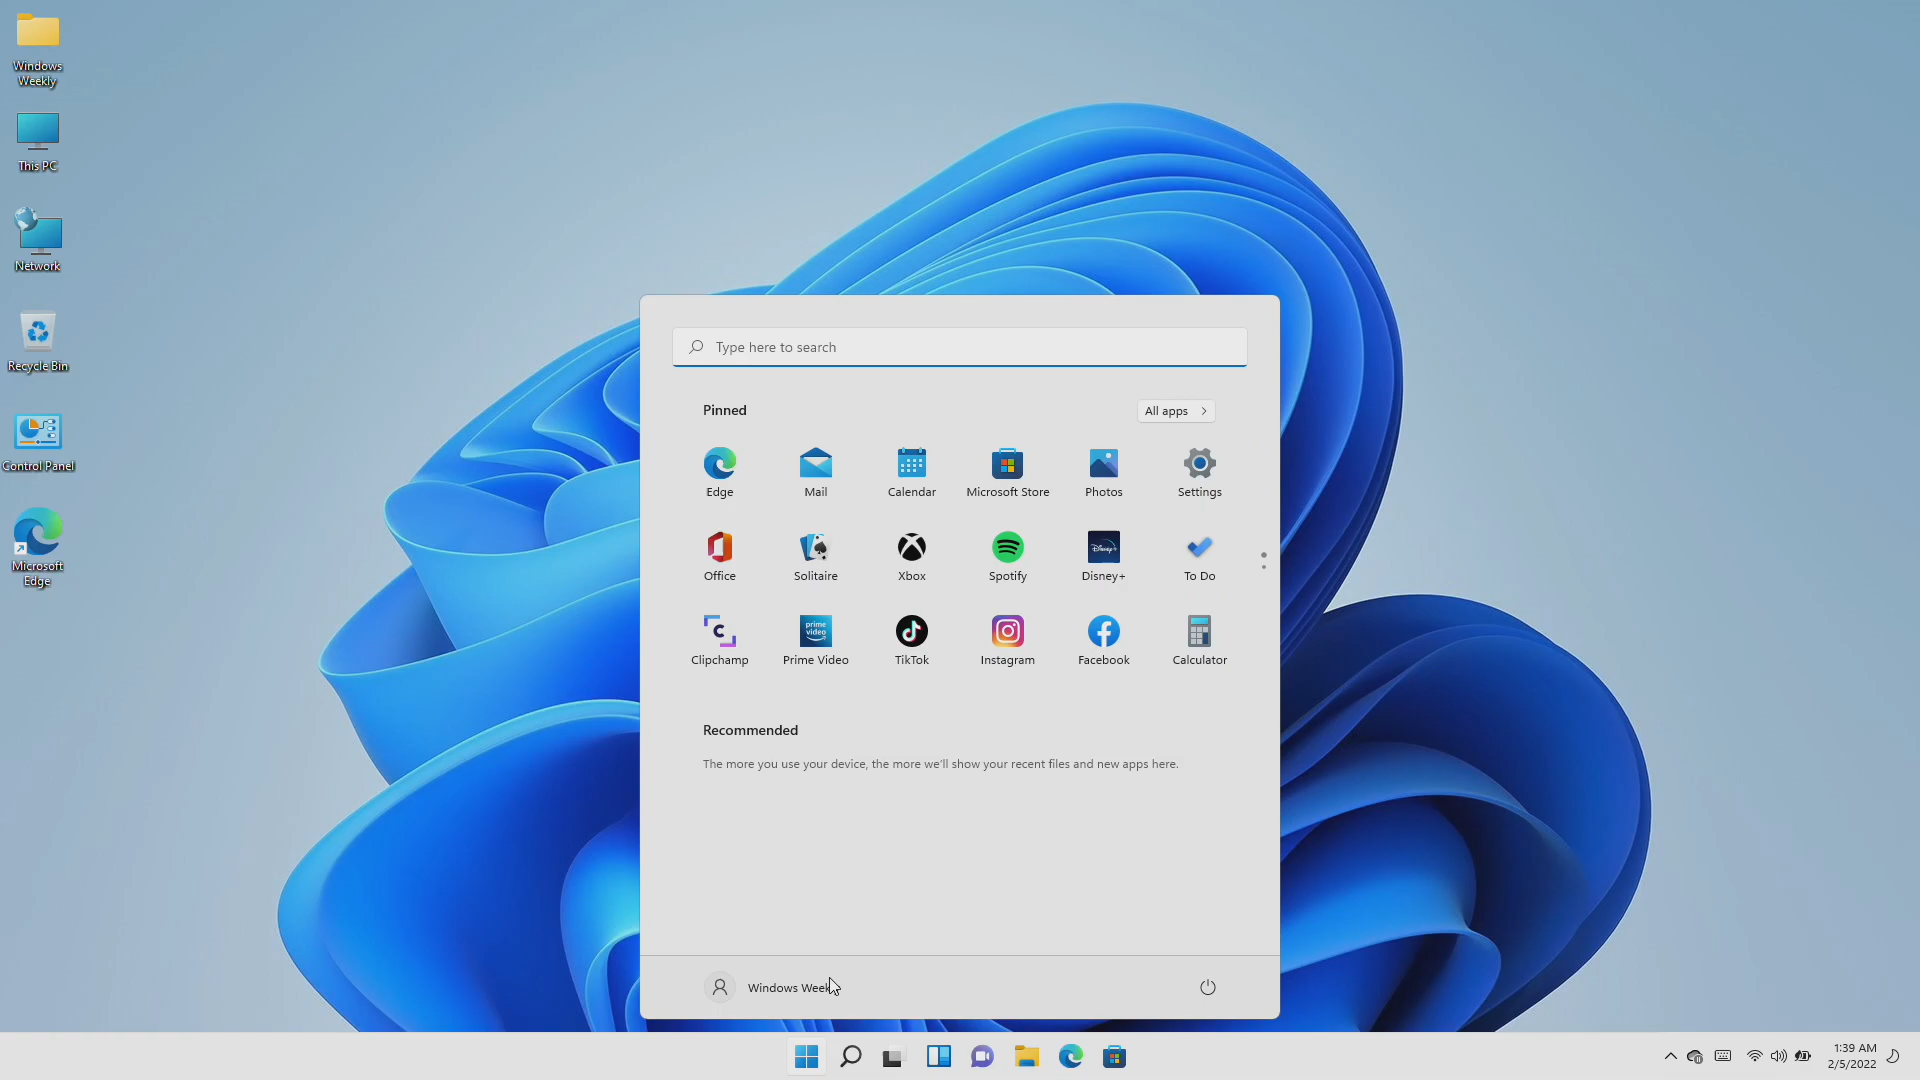 Windows
Weekly
This PC
Network
Recycle Bin
Control Panel
Microsoft
Edge
Type here to search
Pinned
All apps
Edge
Mail
Calendar
Microsoft Store
Photos
Settings
Office
Solitaire
Xbox
Spotify
Disney+
To Do
Clipchamp
prime
video
Prime Video
TikTok
Instagram
Facebook
Calculator
Recommended
The more you use your device, the more we'll show your recent files and new apps here.
Windows
1:39 AM
2/5/2022